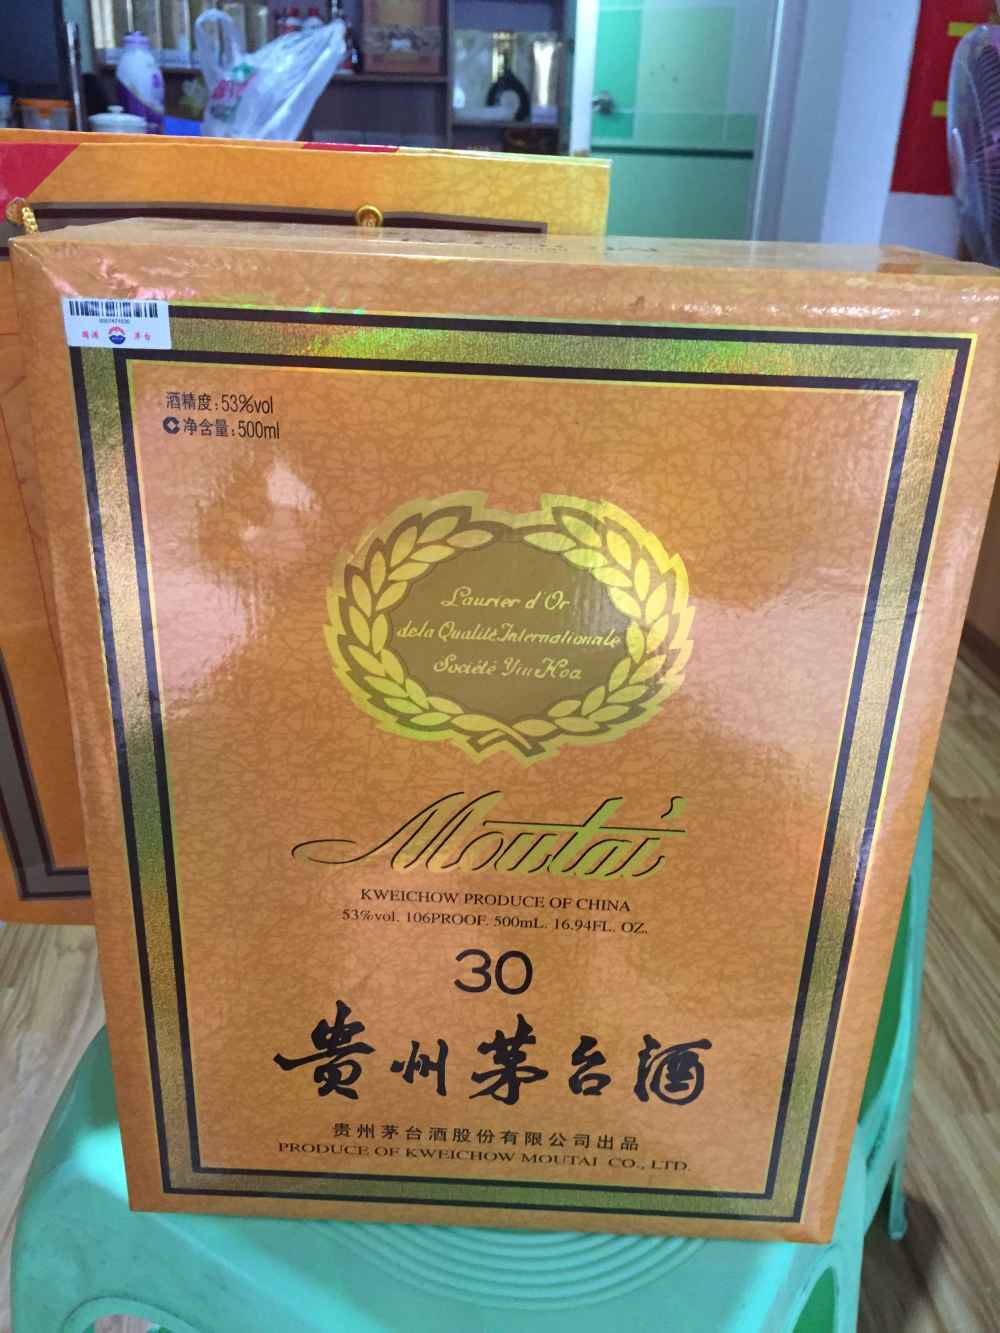 酒精度:53%vol
净含量:500ml
Laurier d'Or
de la Qualité Internationale
Société Yiu Hoa
Moutai
KWEICHOW PRODUCE OF CHINA
53%vol. 106PROOF. 500mL. 16.94FL. OZ.
30
贵州茅台酒
贵州茅台酒股份有限公司出品
PRODUCE OF KWEICHOW MOUTAI CO., LTD.